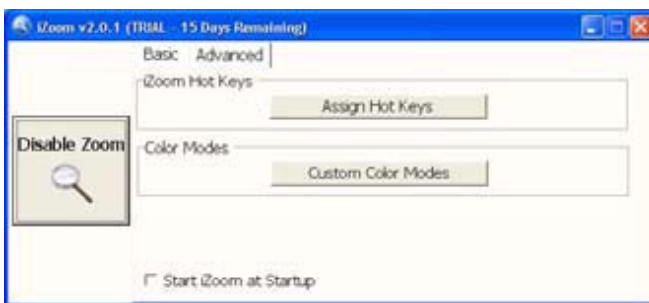 iZoom v2.0.1 (TRIAL - 15 Days Remaining)
Basic Advanced
iZoom Hot Keys
Assign Hot Keys
Disable Zoom
Color Modes
Custom Color Modes
Start iZoom at Startup